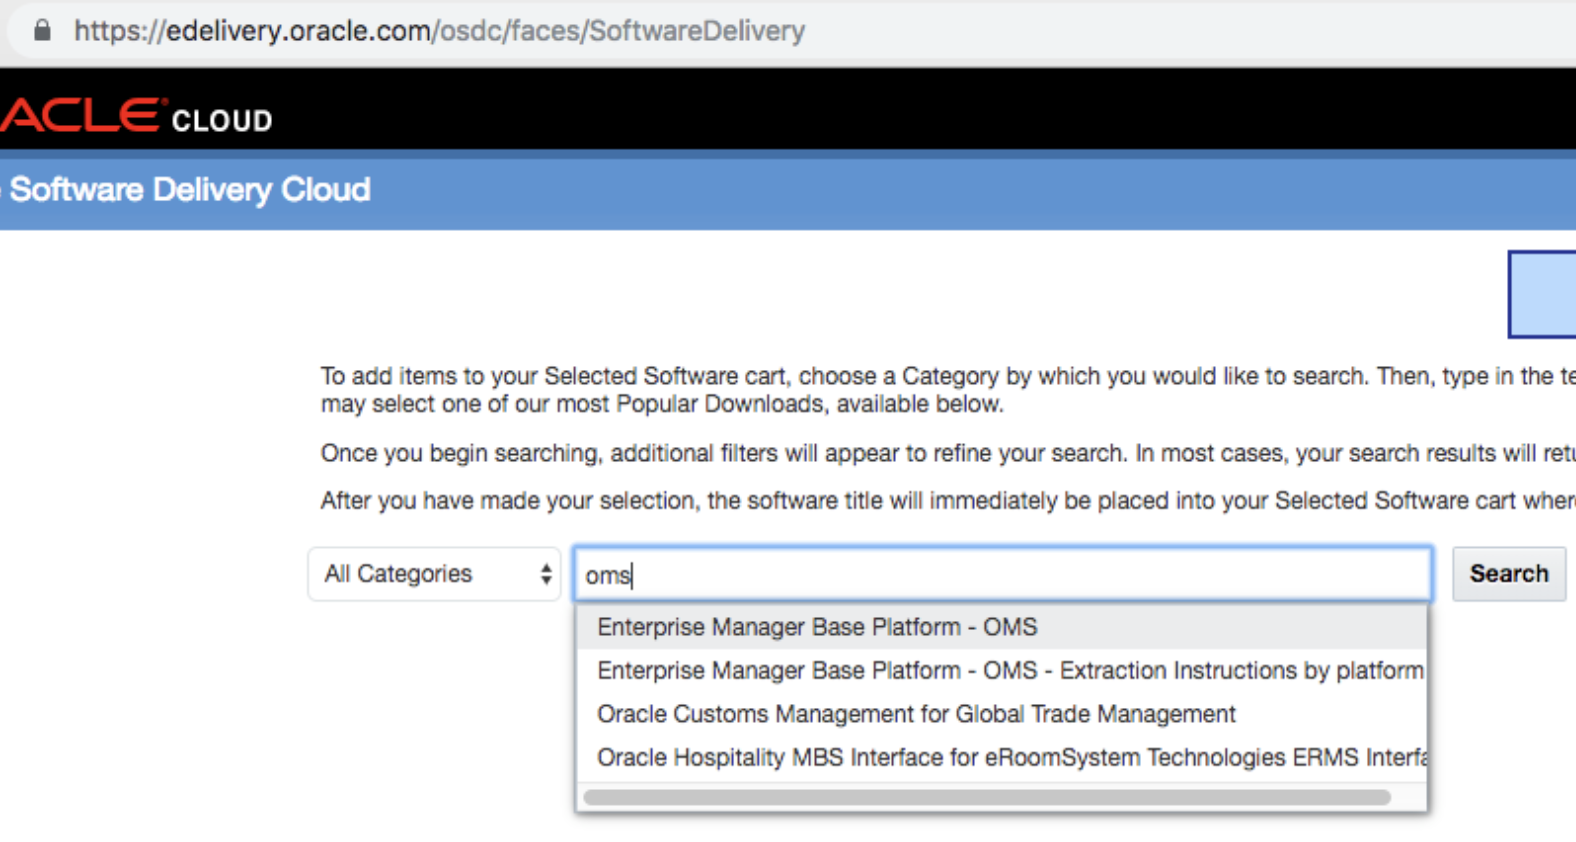 https://edelivery.oracle.com/osdc/faces/SoftwareDelivery
ACLE® CLOUD
Software Delivery Cloud
To add items to your Selected Software cart, choose a Category by which you would like to search. Then, type in the te
may select one of our most Popular Downloads, available below.
Once you begin searching, additional filters will appear to refine your search. In most cases, your search results will retu
After you have made your selection, the software title will immediately be placed into your Selected Software cart where
All Categories oms Search
Enterprise Manager Base Platform - OMS
Enterprise Manager Base Platform - OMS - Extraction Instructions by platform
Oracle Customs Management for Global Trade Management
Oracle Hospitality MBS Interface for eRoomSystem Technologies ERMS Interfa